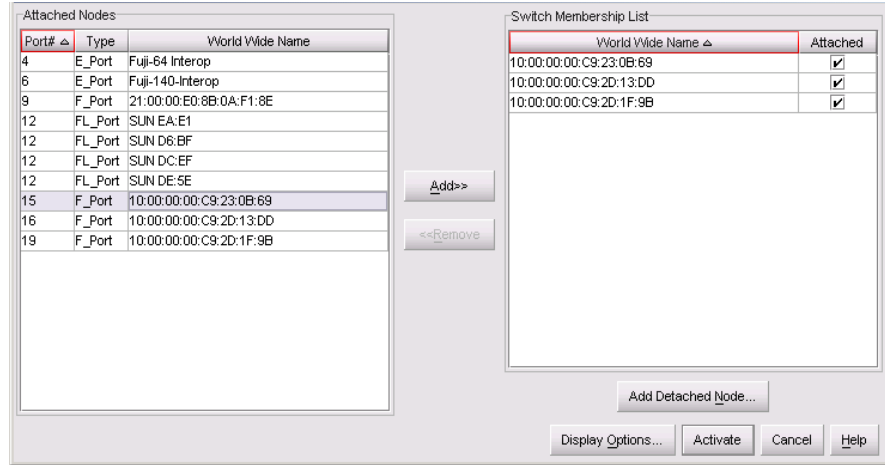 Attached Nodes
Port# Type World Wide Name
4 E_Port Fuji-64 Interop
6 E_Port Fuji-140-Interop
9 F_Port 21:00:00:E0:8B:0A:F1:8E
12 FL_Port SUN EA:E1
12 FL_Port SUN D6:BF
12 FL_Port SUN DC:EF
12 FL_Port SUN DE:5E
15 F_Port 10:00:00:00:C9:23:0B:69
16 F_Port 10:00:00:00:C9:2D:13:DD
19 F_Port 10:00:00:00:C9:2D:1F:9B
Add>>
<<Remove
Switch Membership List
World Wide Name Attached
10:00:00:00:C9:23:0B:69
10:00:00:00:C9:2D:13:DD
10:00:00:00:C9:2D:1F:9B
Add Detached Node...
Display Options... Activate Cancel Help